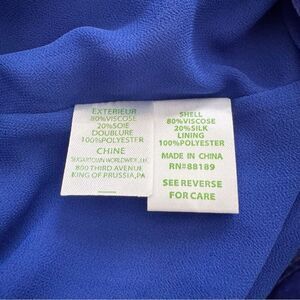 EXTERIEUR
80%VISCOSE
20%SOIE
DOUBLURE
100%POLYESTER
CHINE
SUGARTOWN WORLDWIDE,
800 THIRD AVENUE
KING OF PRUSSIA,PA
SHELL
80%VISCOSE
20%SILK
LINING
100%POLYESTER
MADE IN CHINA
RN#88189
SEE REVERSE
FOR CARE